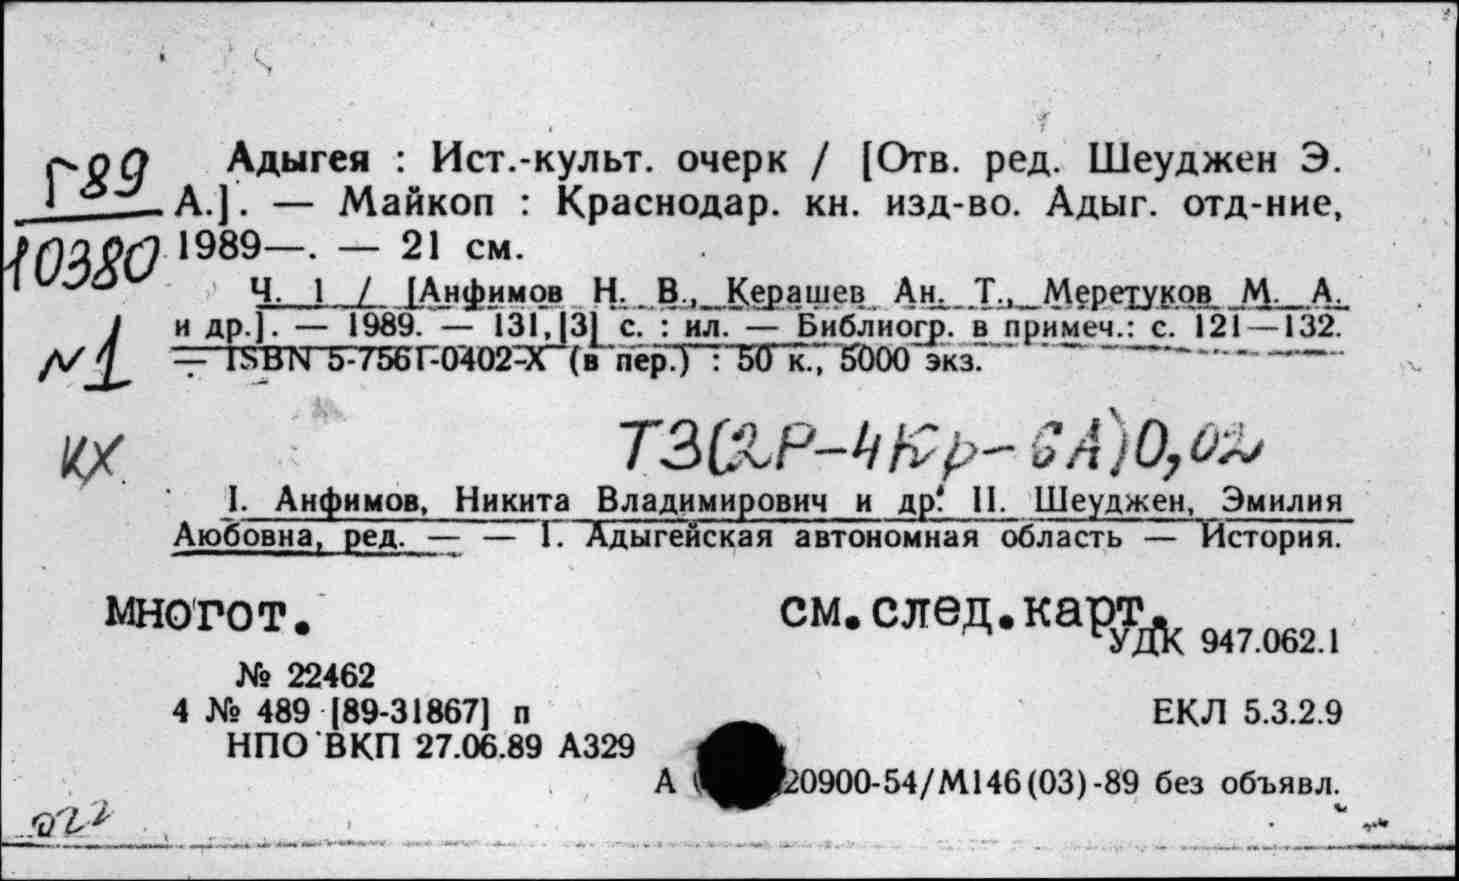 Г89
10380
N1
КХ
Адыгея : Ист.-культ. очерк / [Отв. ред. Шеуджен Э.
А.]. — Майкоп : Краснодар. кн. изд-во. Адыг. отд-ние,
1989—. — 21 см.
Ч. 1 / [Анфимов Н. В., Керашев Ан. Т., Меретуков М. А.
и др.]. — 1989. — 131,[3] с. : ил. — Библиогр. в примеч.: с. 121—132.
— ISBN 5-7561-0402-X (в пер.) : 50 к., 5000 экз.
Т3(2Р-4Кр-6А)0,02
I. Анфимов, Никита Владимирович и др. II. Шеуджен, Эмилия
Аюбовна, ред. — — 1. Адыгейская автономная область — История.
многот.
см.след.карт.
УДК 947.062.1
№ 22462
4 № 489 [89-31867] п
ЕКЛ 5.3.2.9
НПО ВКП 27.06.89 А329
А 20900-54/М146(03)-89 без объявл.